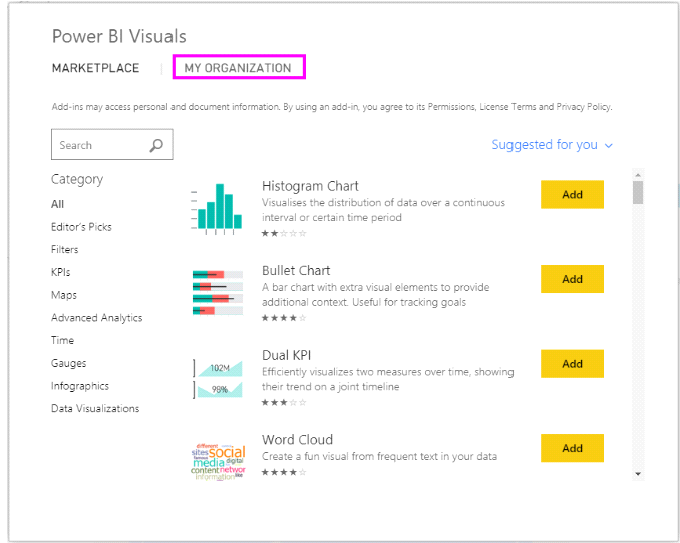 Power BI Visuals
MARKETPLACE | MY ORGANIZATION
Add-ins may access personal and document information. By using an add-in, you agree to its Permissions, License Terms and Privacy Policy.
Search
Suggested for you
Category
All
Editor's Picks
Filters
KPIs
Maps
Advanced Analytics
Time
Gauges
Infographics
Data Visualizations
Histogram Chart
Visualises the distribution of data over a continuous
interval or certain time period
Add
Bullet Chart
A bar chart with extra visual elements to provide
additional context. Useful for tracking goals
Add
102M
98%
Dual KPI
Efficiently visualizes two measures over time, showing
their trend on a joint timeline
Add
different
sites social
media digital
content networ
information
Word Cloud
Create a fun visual from frequent text in your data
Add